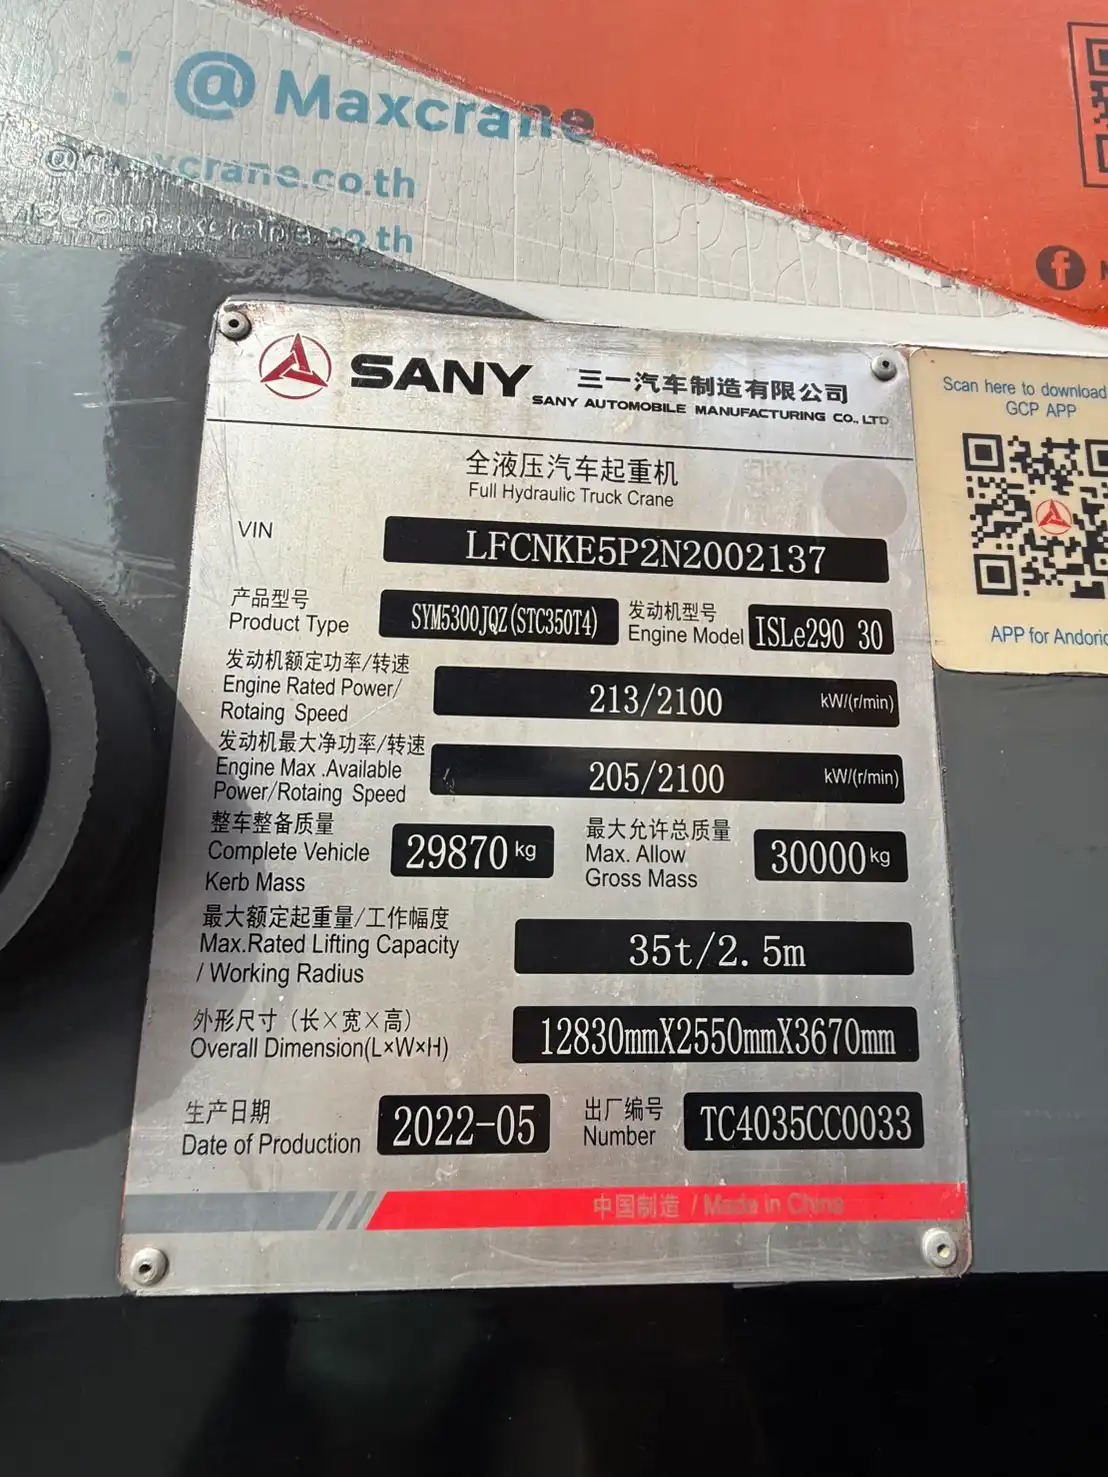 @Maxcrane
xcrane.co.th
@maxcrane.co.th
SANY
三一汽车制造有限公司
SANY AUTOMOBILE MANUFACTURING CO., LTD
Scan here to download
GCP APP
全液压汽车起重机
Full Hydraulic Truck Crane
VIN LFCNKE5P2N2002137
产品型号
Product Type SYM5300JQZ(STC350T4)
发动机型号
Engine Model ISLe290 30
APP for
发动机额定功率/转速
Engine Rated Power/
Rotaing Speed
213/2100 kW/(r/min)
发动机最大净功率/转速
Engine Max .Available
Power/Rotaing Speed
205/2100 kW/(r/min)
整车整备质量
Complete Vehicle
Kerb Mass
29870 kg
最大允许总质量
Max. Allow
Gross Mass
30000 kg
最大额定起重量/工作幅度
Max.Rated Lifting Capacity
/ Working Radius
35t/2.5m
外形尺寸（长×宽×高）
Overall Dimension(L×W×H)
12830mmX2550mmX3670mm
生产日期
Date of Production
2022-05
出厂编号
Number
TC4035CC0033
中国制造 / Made in China